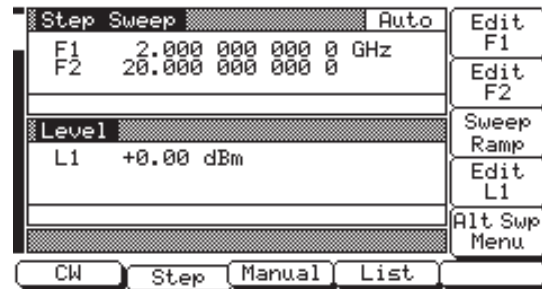 Step Sweep Auto
F1 2.000 000 000 0 GHz
F2 20.000 000 000 0
Level
L1 +0.00 dBm
Edit
F1
Edit
F2
Sweep
Ramp
Edit
L1
Alt Swp
Menu
CW Step Manual List